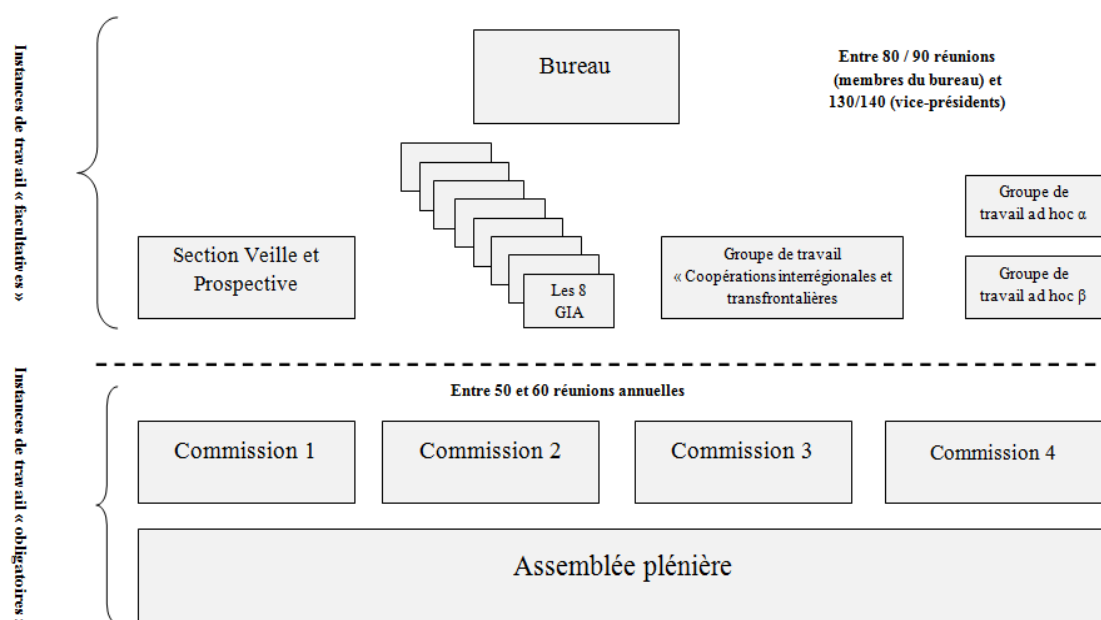 Instances de travail « facultatives »
Bureau
Entre 80 / 90 réunions
(membres du bureau) et
130/140 (vice-présidents)
Section Veille et
Prospective
Les 8
GIA
Groupe de travail
« Coopérations interrégionales et
transfrontalières
Groupe de
travail ad hoc α
Groupe de
travail ad hoc β
Instances de travail « obligatoires »
Entre 50 et 60 réunions annuelles
Commission 1
Commission 2
Commission 3
Commission 4
Assemblée plénière